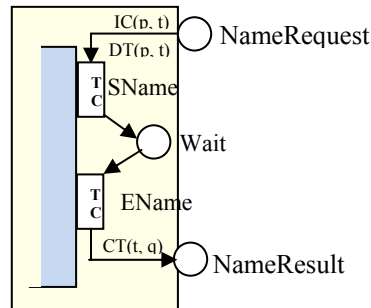 IC(p, t)
NameRequest
DT(p, t)
T
C
SName
Wait
T
C
EName
CT(t, q)
NameResult